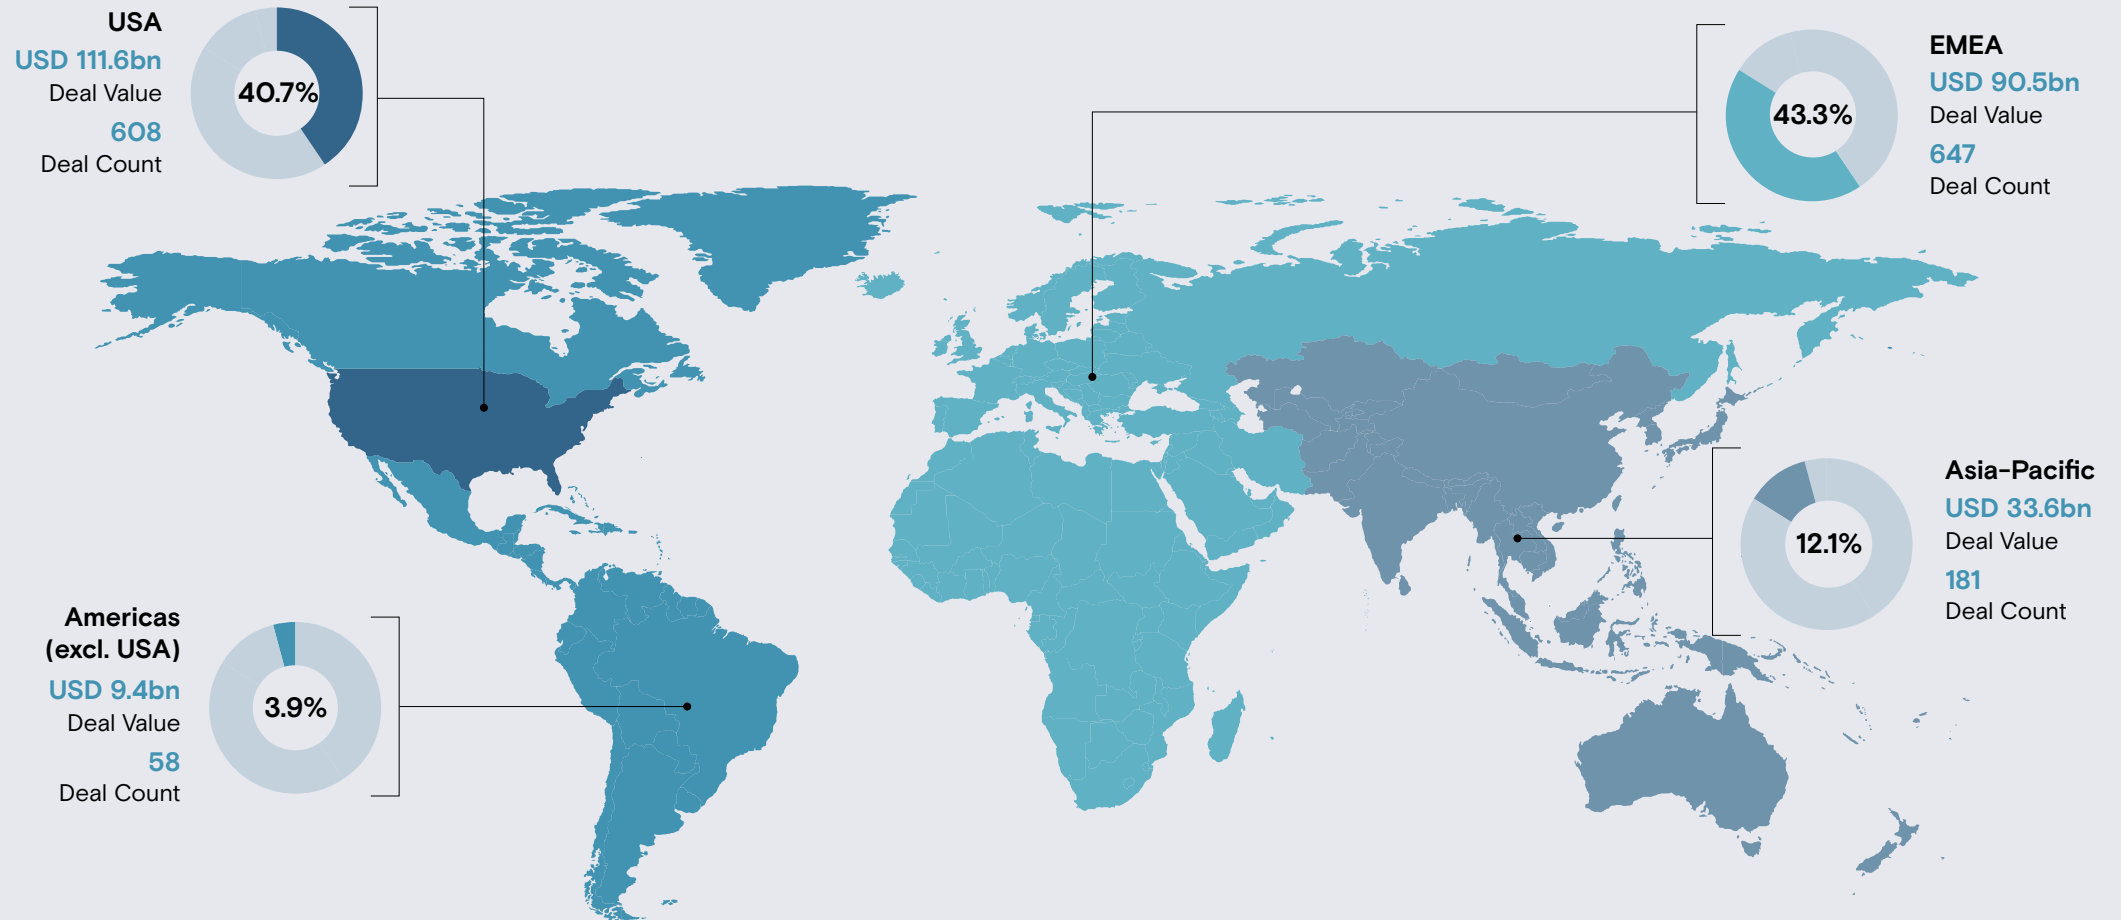 USA
USD 111.6bn
Deal Value
608
Deal Count
40.7%
EMEA
USD 90.5bn
Deal Value
647
Deal Count
43.3%
Asia-Pacific
USD 33.6bn
Deal Value
181
Deal Count
12.1%
Americas
(excl. USA)
USD 9.4bn
Deal Value
58
Deal Count
3.9%